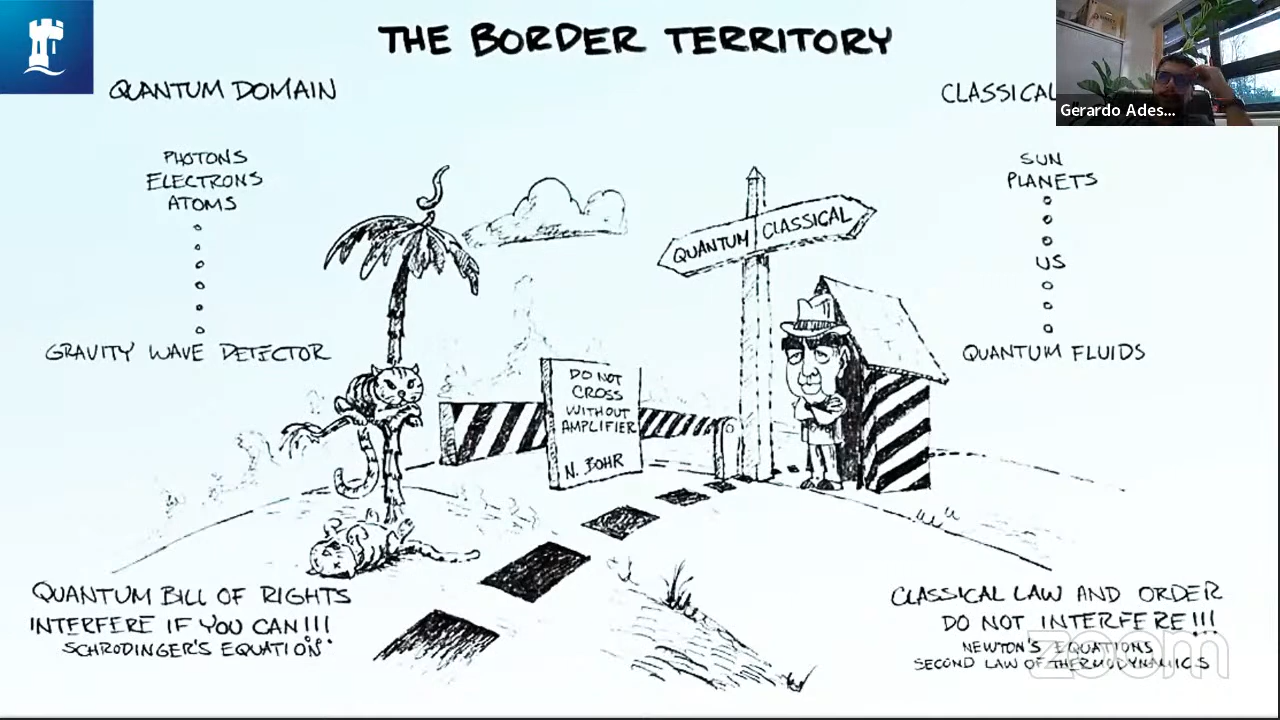 THE BORDER TERRITORY
QUANTUM DOMAIN
CLASSICAL
Gerardo Ades...
PHOTONS
ELECTRONS
ATOMS
GRAVITY WAVE DETECTOR
SUN
PLANETS
US
QUANTUM FLUIDS
QUANTUM CLASSICAL
DO NOT
CROSS
WITHOUT
AMPLIFIER
N. BOHR
QUANTUM BILL OF RIGHTS
INTERFERE IF YOU CAN!!!
SCHRODINGER'S EQUATION
CLASSICAL LAW AND ORDER
DO NOT INTERFERE!!!
NEWTON'S EQUATIONS
SECOND LAW OF THERMODYNAMICS
zoom